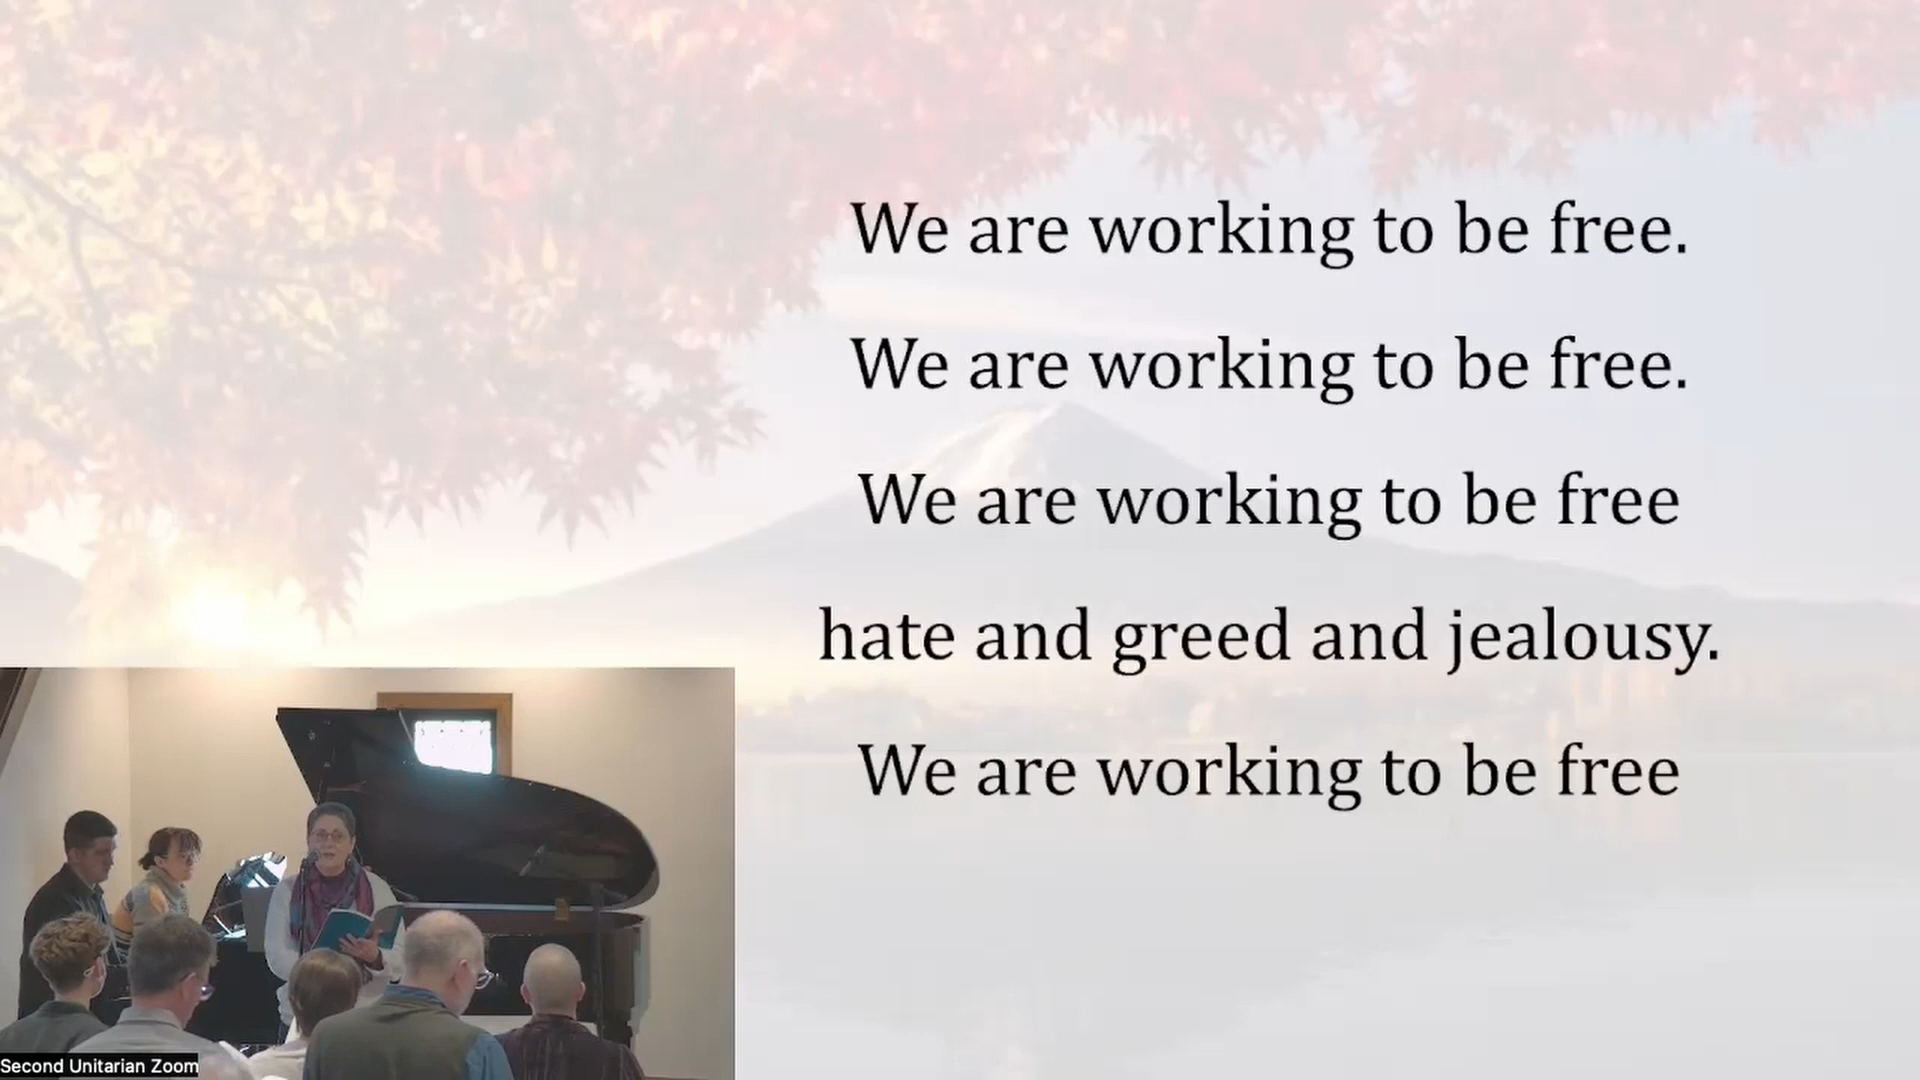 We are working to be free.
We are working to be free.
We are working to be free
hate and greed and jealousy.
We are working to be free
Second Unitarian Zoom